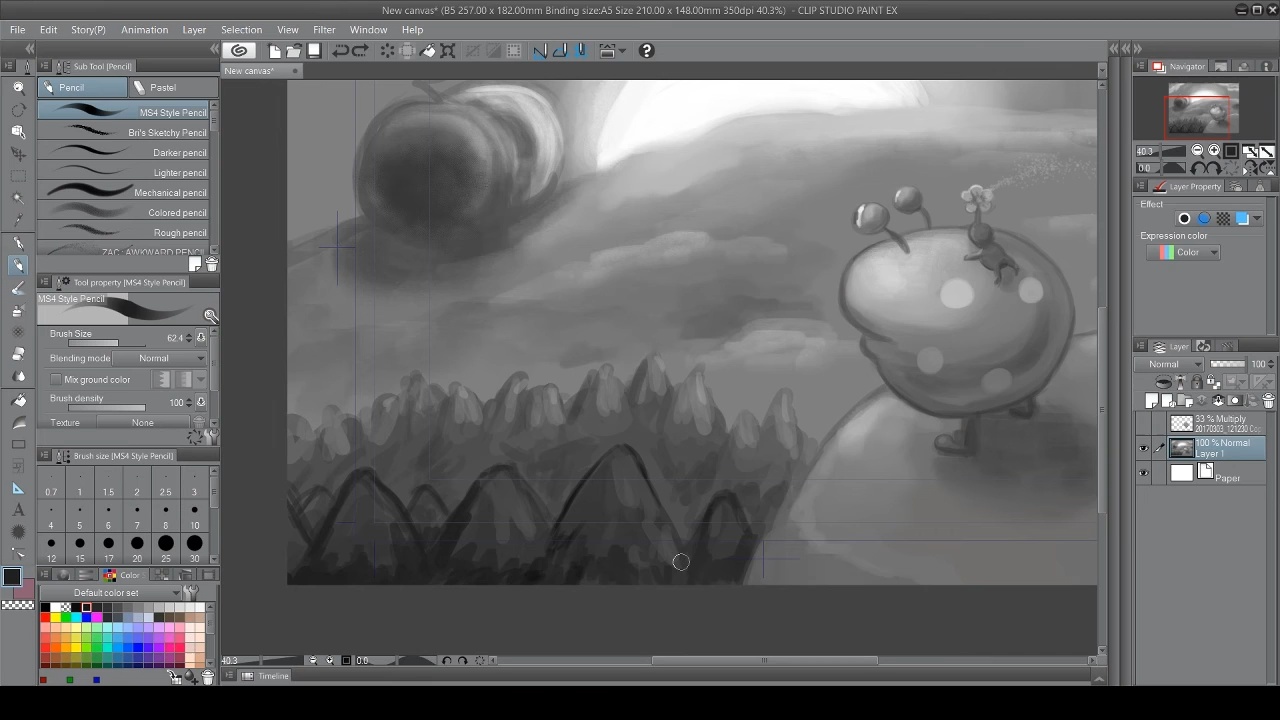 New canvas* (B5 257.00 x 182.00mm Binding size:A5 Size 210.00 x 148.00mm 350dpi 40.3%) - CLIP STUDIO PAINT EX
File Edit Story(P) Animation Layer Selection View Filter Window Help
Sub Tool [Pencil]
New canvas*
Navigator
Pencil Pastel
MS4 Style Pencil
Bri's Sketchy Pencil
Darker pencil
Lighter pencil
Mechanical pencil
Colored pencil
Rough pencil
ZAC : AWKWARD PENCIL
Tool property [MS4 Style Pencil]
MS4 Style Pencil
Brush Size 62.4
Blending mode Normal
Mix ground color
Brush density 100
Texture None
Brush size [MS4 Style Pencil]
0.7 1 1.5 2 2.5 3
4 5 6 7 8 10
12 15 17 20 25 30
Color
Default color set
40.3 0.0
Timeline
40.3
0.0
Layer Property
Effect
Expression color
Color
Layer
Normal 100
33 % Multiply
20170303_121230
100 % Normal
Layer 1
Paper